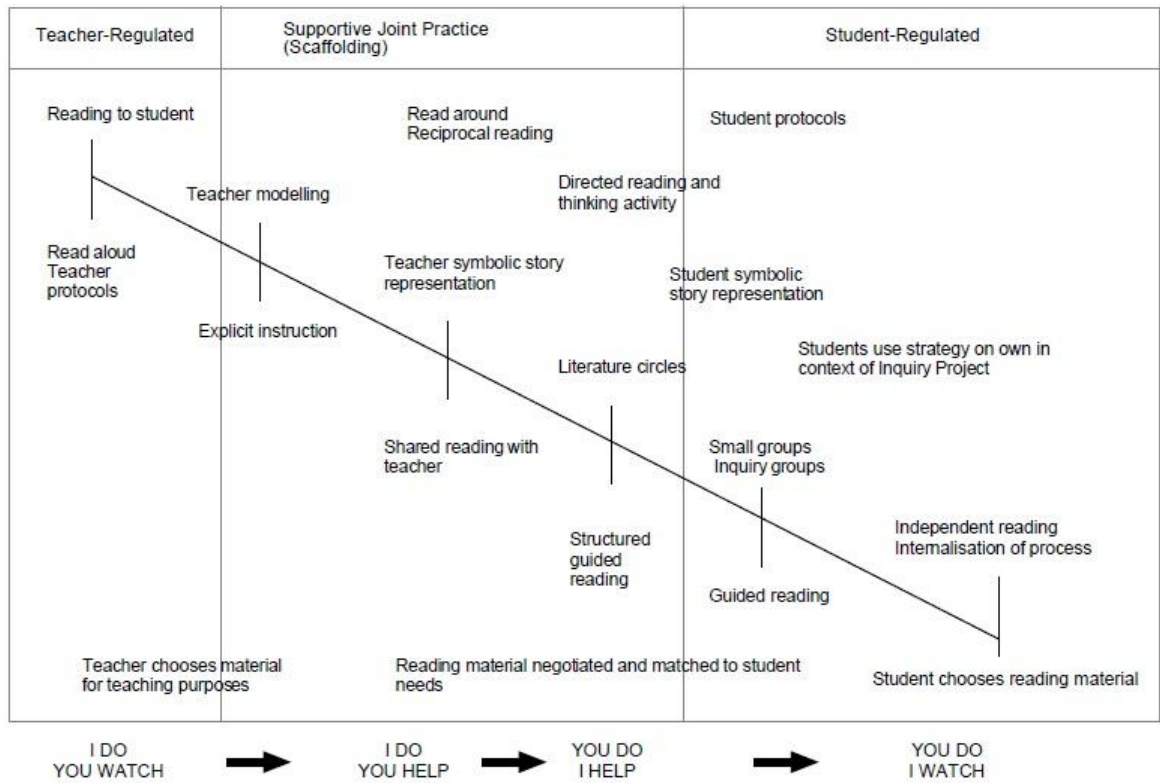 Teacher-Regulated
Supportive Joint Practice
(Scaffolding)
Student-Regulated
Reading to student
Read around
Reciprocal reading
Student protocols
Teacher modelling
Directed reading and
thinking activity
Read aloud
Teacher
protocols
Teacher symbolic story
representation
Student symbolic
story representation
Explicit instruction
Literature circles
Students use strategy on own in
context of Inquiry Project
Shared reading with
teacher
Small groups
Inquiry groups
Structured
guided
reading
Guided reading
Independent reading
Internalisation of process
Teacher chooses material
for teaching purposes
Reading material negotiated and matched to student
needs
Student chooses reading material
I DO
YOU WATCH
I DO
YOU HELP
YOU DO
I HELP
YOU DO
I WATCH